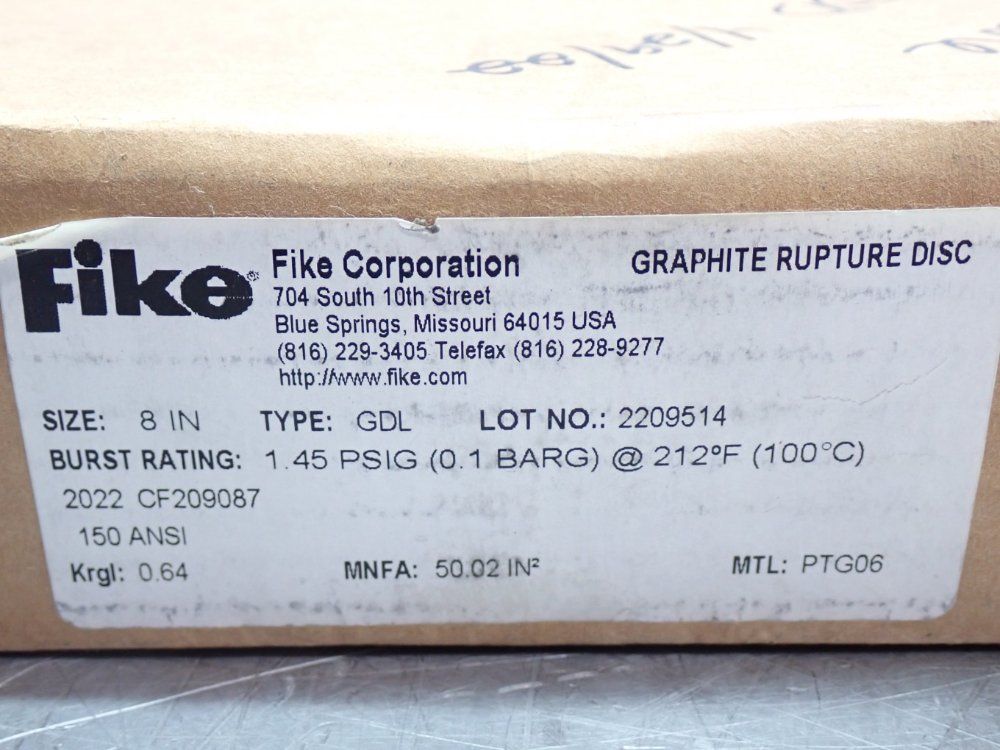 Fike® Fike Corporation GRAPHITE RUPTURE DISC
704 South 10th Street
Blue Springs, Missouri 64015 USA
(816) 229-3405 Telefax (816) 228-9277
http://www.fike.com
SIZE: 8 IN TYPE: GDL LOT NO.: 2209514
BURST RATING: 1.45 PSIG (0.1 BARG) @ 212ºF (100°C)
2022 CF209087
150 ANSI
Krgl: 0.64 MNFA: 50.02 IN² MTL: PTG06